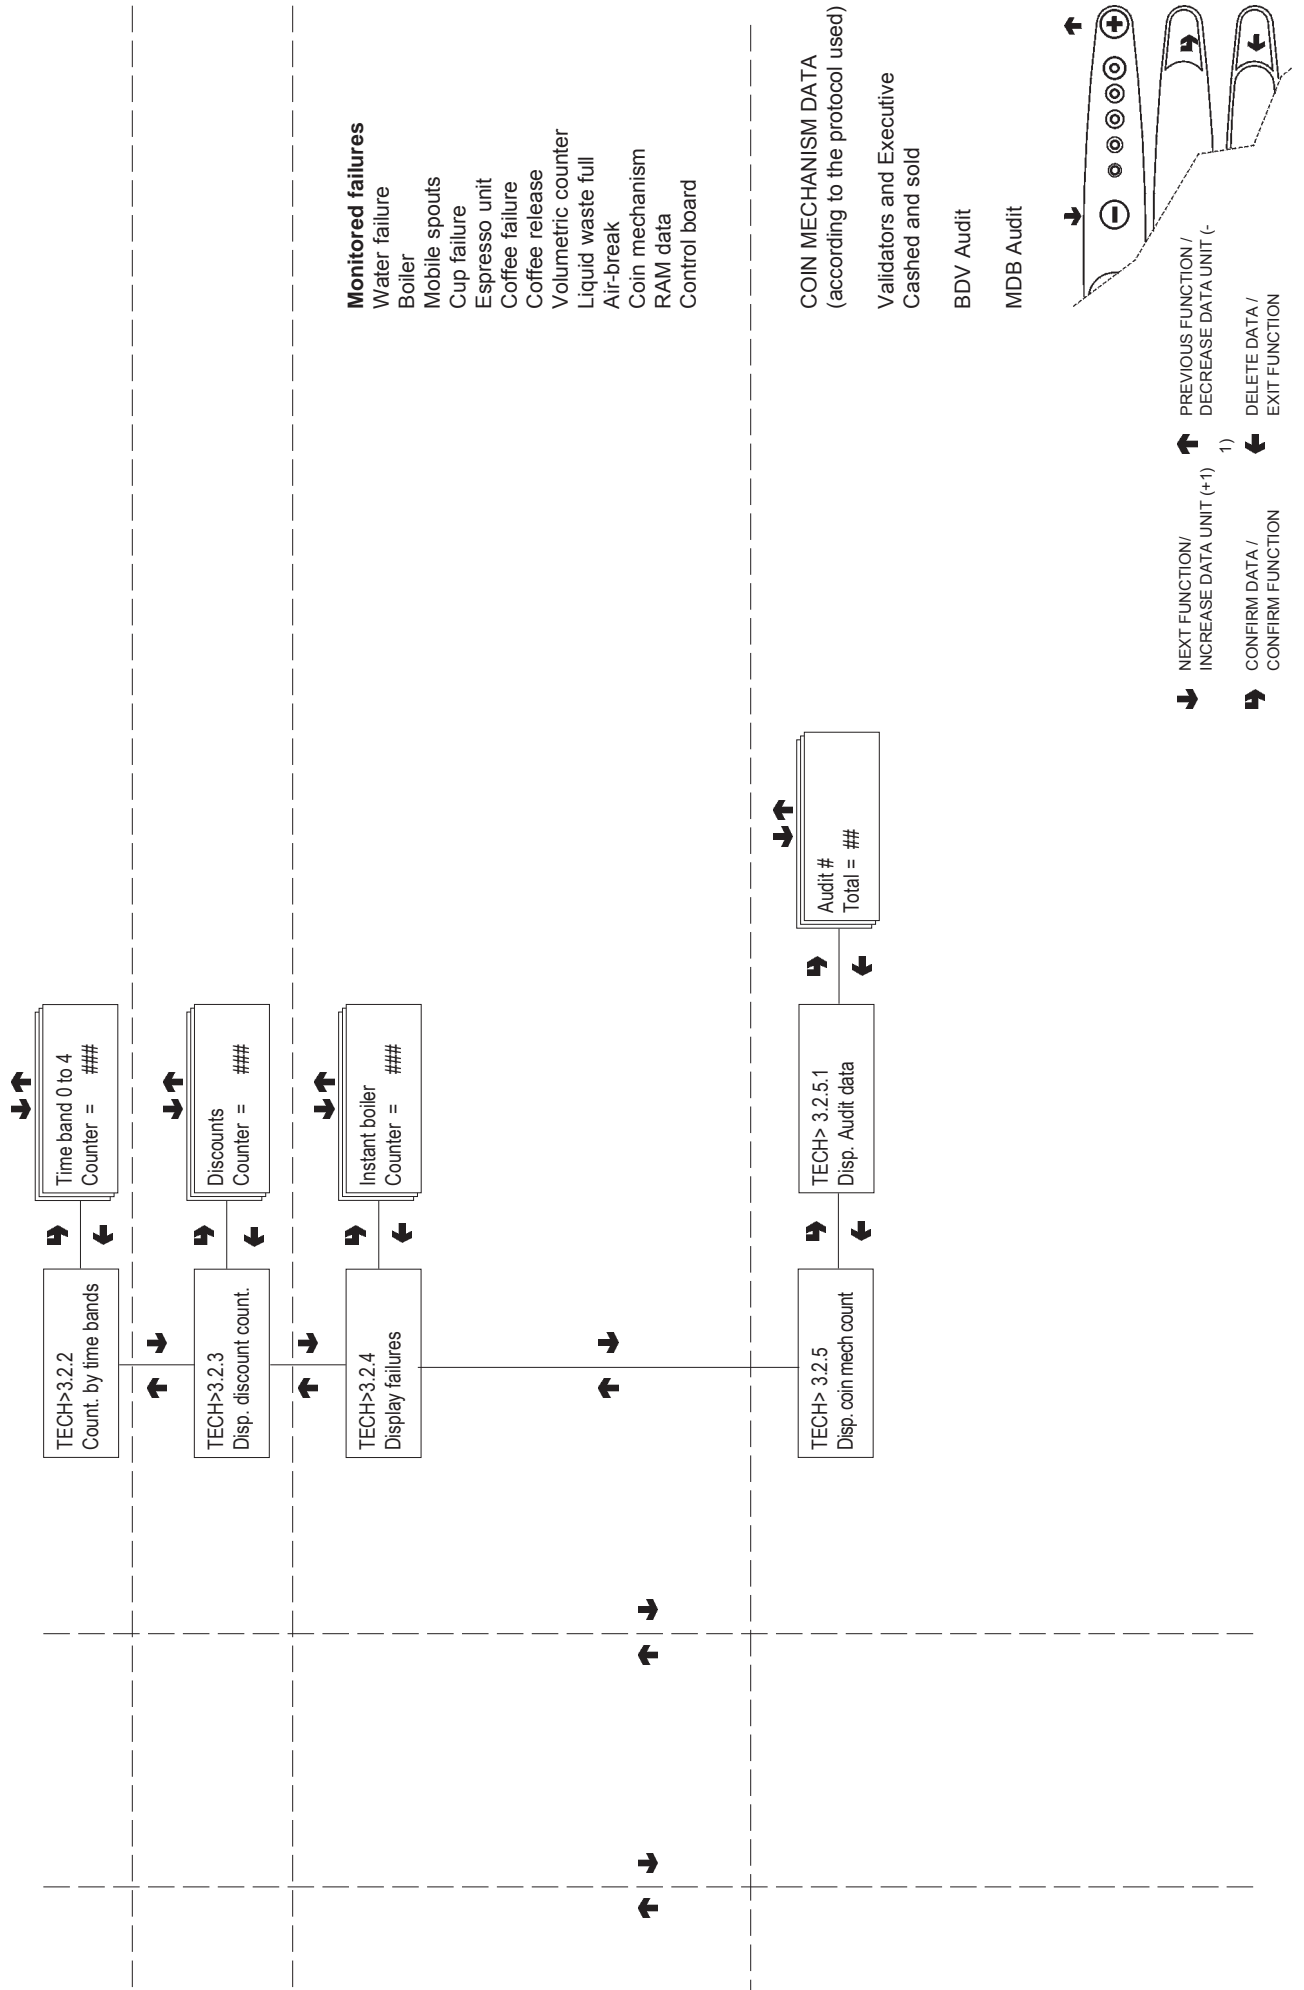 TECH>3.2.2
Count. by time bands
Time band 0 to 4
Counter = ###
TECH>3.2.3
Disp. discount count.
Discounts
Counter = ###
TECH>3.2.4
Display failures
Instant boiler
Counter = ###
Monitored failures
Water failure
Boiler
Mobile spouts
Cup failure
Espresso unit
Coffee failure
Coffee release
Volumetric counter
Liquid waste full
Air-break
Coin mechanism
RAM data
Control board
TECH> 3.2.5
Disp. coin mech count
TECH> 3.2.5.1
Disp. Audit data
Audit #
Total = ##
COIN MECHANISM DATA
(according to the protocol used)
Validators and Executive
Cashed and sold
BDV Audit
MDB Audit
NEXT FUNCTION/
INCREASE DATA UNIT (+1)
PREVIOUS FUNCTION /
DECREASE DATA UNIT (-
1)
CONFIRM DATA /
CONFIRM FUNCTION
DELETE DATA /
EXIT FUNCTION